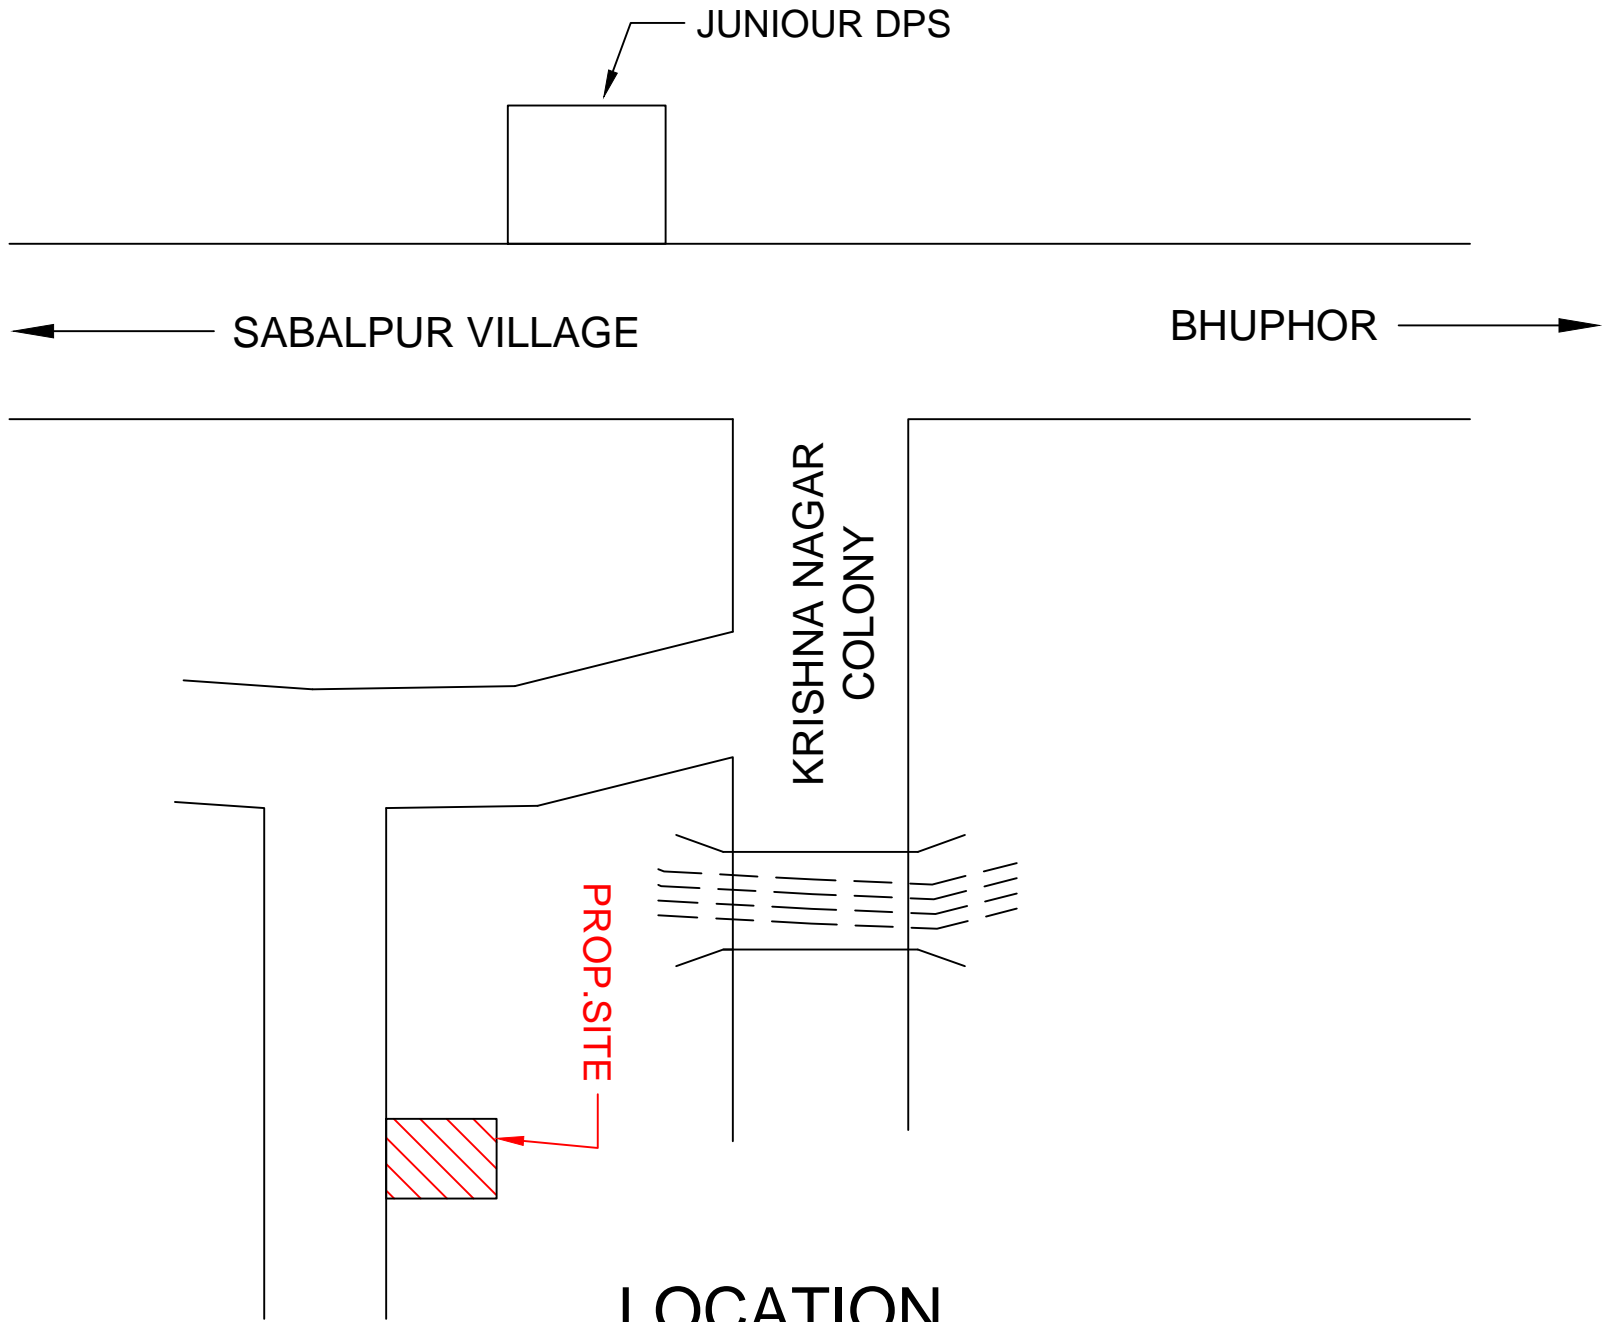 JUNIOUR DPS
SABALPUR VILLAGE
BHUPHOR
KRISHNA NAGAR
COLONY
PROP.SITE
LOCATION